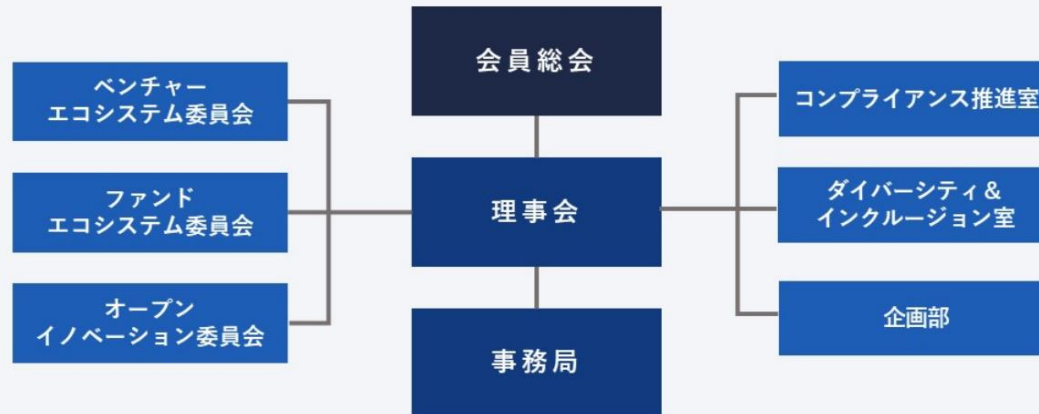 会員総会
ベンチャー
エコシステム委員会
コンプライアンス推進室
ファンド
エコシステム委員会
理事会
ダイバーシティ＆
インクルージョン室
オープン
イノベーション委員会
事務局
企画部